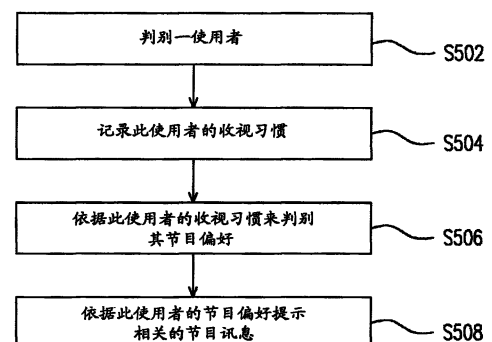 判别一使用者
S502
记录此使用者的收视习惯
S504
依据此使用者的收视习惯来判别
其节目偏好
S506
依据此使用者的节目偏好提示
相关的节目讯息
S508